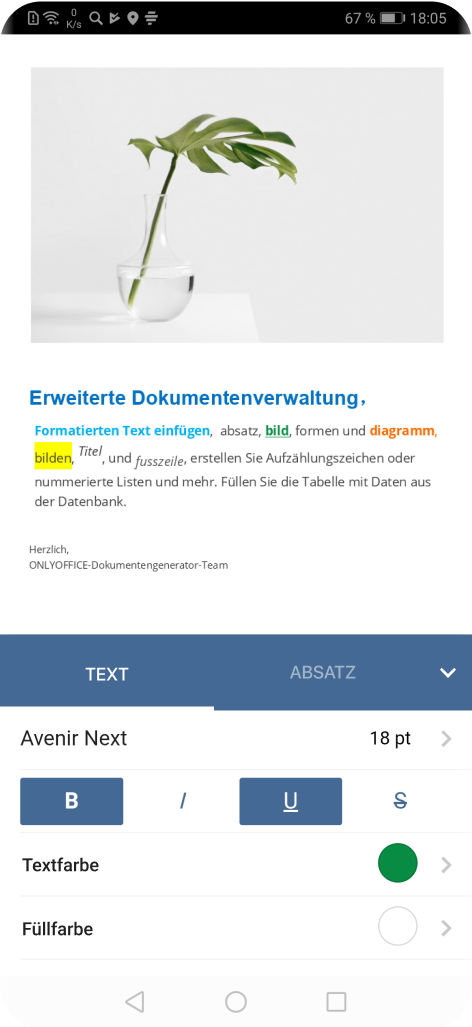 0
K/s
67 % 18:05
Erweiterte Dokumentenverwaltung,
Formatierten Text einfügen, absatz, bild, formen und diagramm,
bilden, Titel, und fusszeile, erstellen Sie Aufzählungszeichen oder
nummerierte Listen und mehr. Füllen Sie die Tabelle mit Daten aus
der Datenbank.
Herzlich,
ONLYOFFICE-Dokumentengenerator-Team
TEXT ABSATZ
Avenir Next 18 pt
B I U S
Textfarbe
Füllfarbe